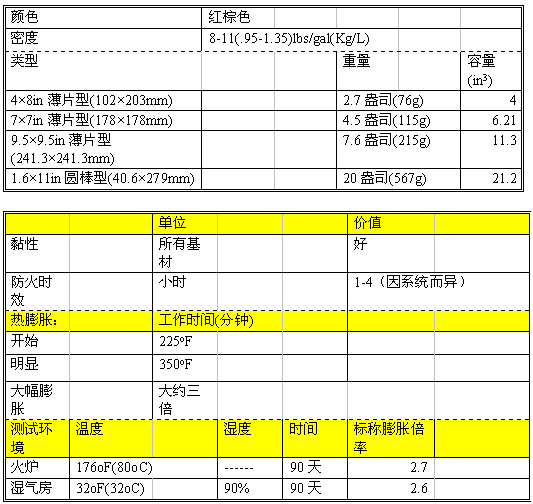 颜色 红棕色
密度 8-11(.95-1.35)lbs/gal(Kg/L)
类型 重量 容量
(in³)
4×8in 薄片型(102×203mm) 2.7 盎司(76g) 4
7×7in 薄片型(178×178mm) 4.5 盎司(115g) 6.21
9.5×9.5in 薄片型 7.6 盎司(215g) 11.3
(241.3×241.3mm)
1.6×11in 圆棒型(40.6×279mm) 20 盎司(567g) 21.2
单位 价值
黏性 所有基 好
材
防火时 小时 1-4（因系统而异）
效
热膨胀： 工作时间(分钟)
开始 225ºF
明显 350ºF
大幅膨 大约三
胀 倍
测试环 温度 湿度 时间 标称膨胀倍
境 率
火炉 176oF(80oC) ------ 90 天 2.7
湿气房 32oF(32oC) 90% 90 天 2.6